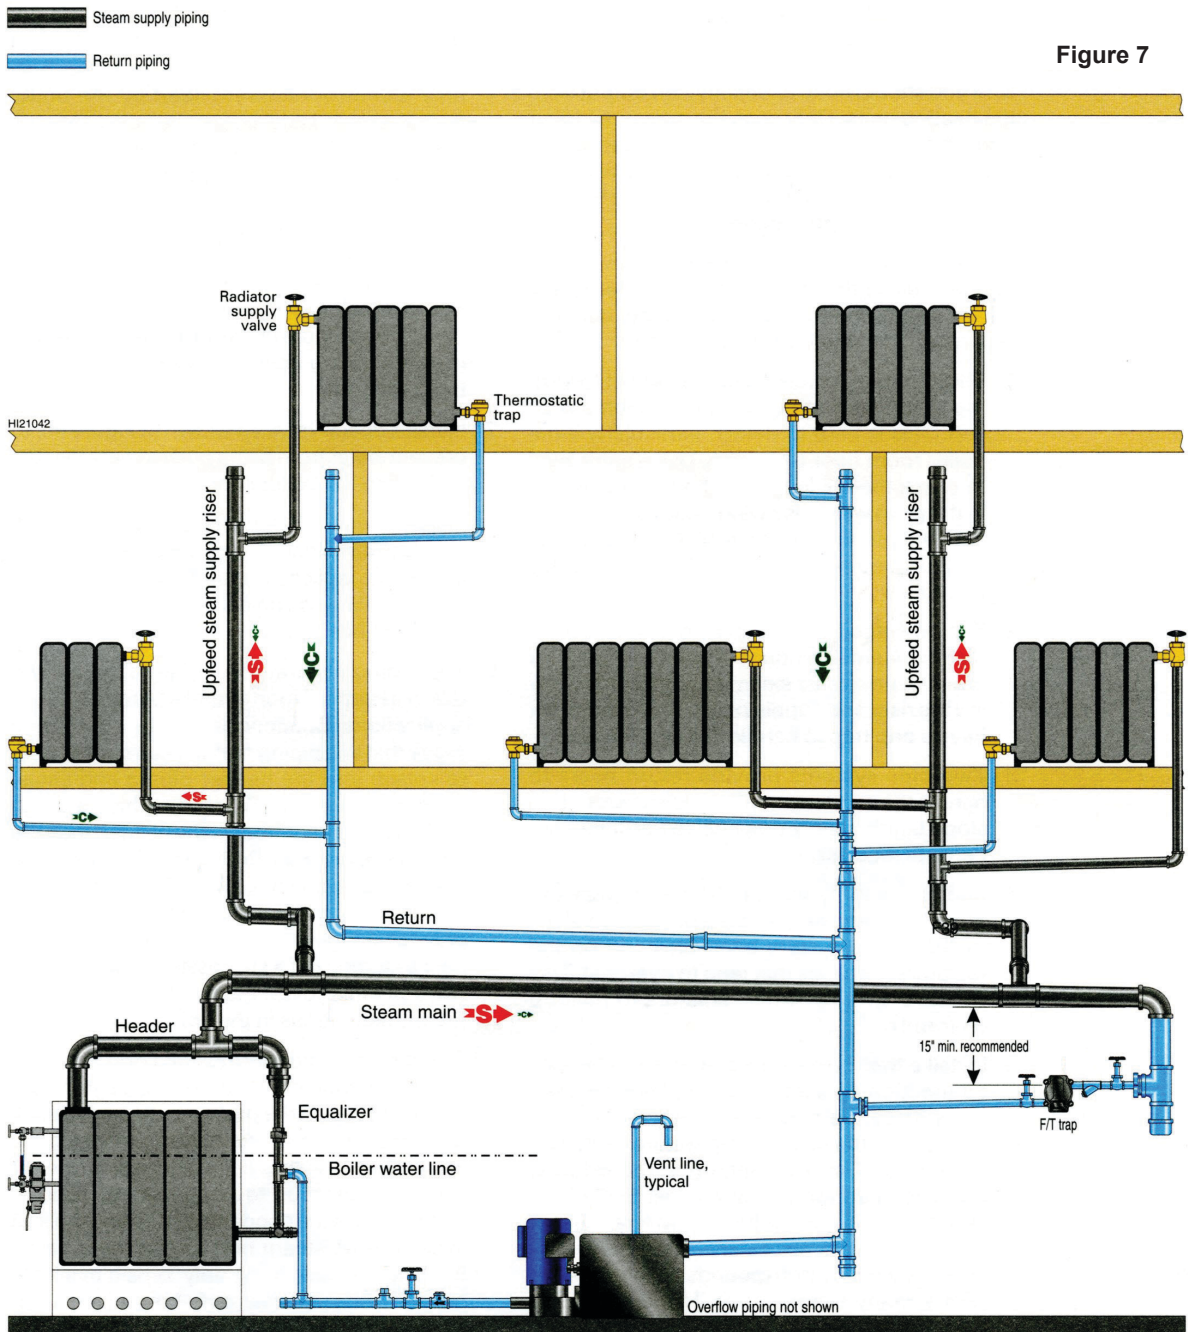 Steam supply piping
Return piping
Figure 7
Radiator
supply
valve
Thermostatic
trap
HI21042
Upfeed steam supply riser
Upfeed steam supply riser
S
C
C
C
S
C
S
C
Return
Steam main S C
Header
15" min. recommended
F/T trap
Equalizer
Boiler water line
Vent line,
typical
Overflow piping not shown